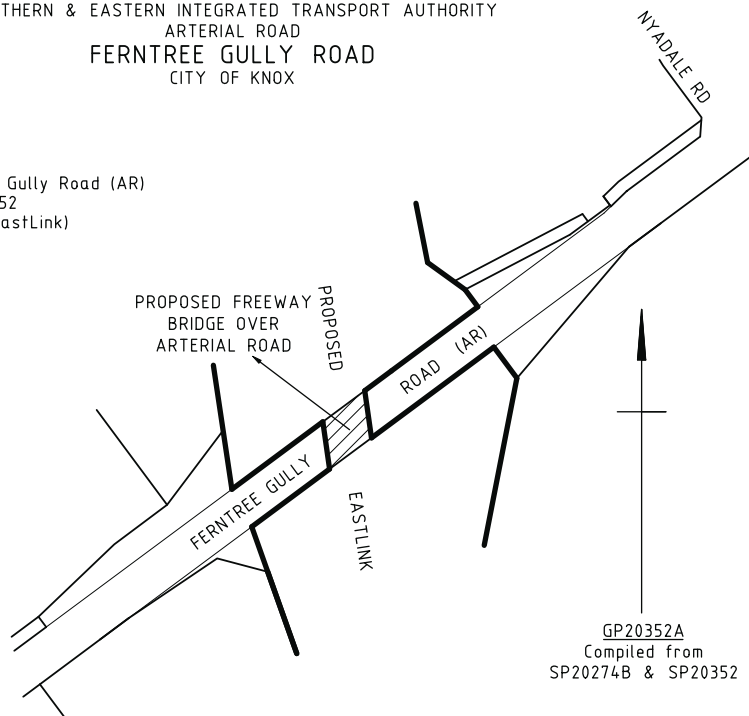 THERN & EASTERN INTEGRATED TRANSPORT AUTHORITY
ARTERIAL ROAD
FERNTREE GULLY ROAD
CITY OF KNOX
NYADALE RD
Gully Road (AR)
52
astLink)
PROPOSED FREEWAY
BRIDGE OVER
ARTERIAL ROAD
PROPOSED
ROAD (AR)
FERNTREE GULLY
EASTLINK
GP20352A
Compiled from
SP20274B & SP20352